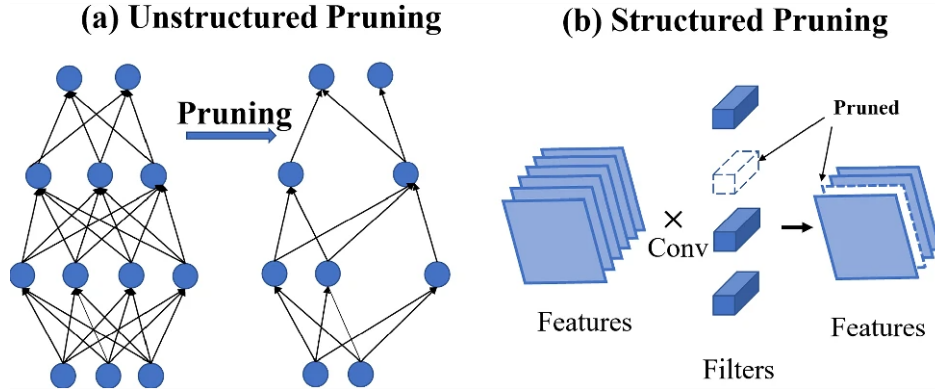 (a) Unstructured Pruning
Pruning
(b) Structured Pruning
Pruned
×
Conv
Features
Filters
Features